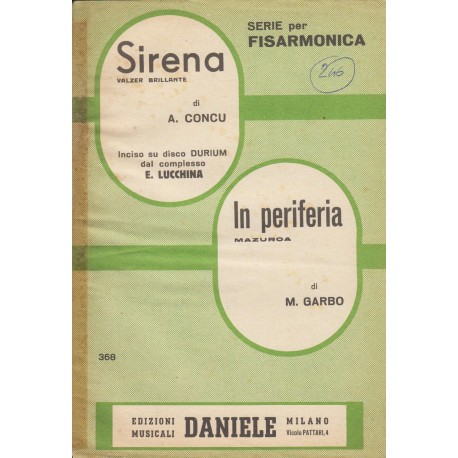 SERIE per
FISARMONICA
246
Sirena
VALZER BRILLANTE
di
A. CONCU
Inciso su disco DURIUM
dal complesso
E. LUCCHINA
In periferia
MAZURCA
di
M. GARBO
368
EDIZIONI MUSICALI DANIELE MILANO
Vicolo PATTARI, 4